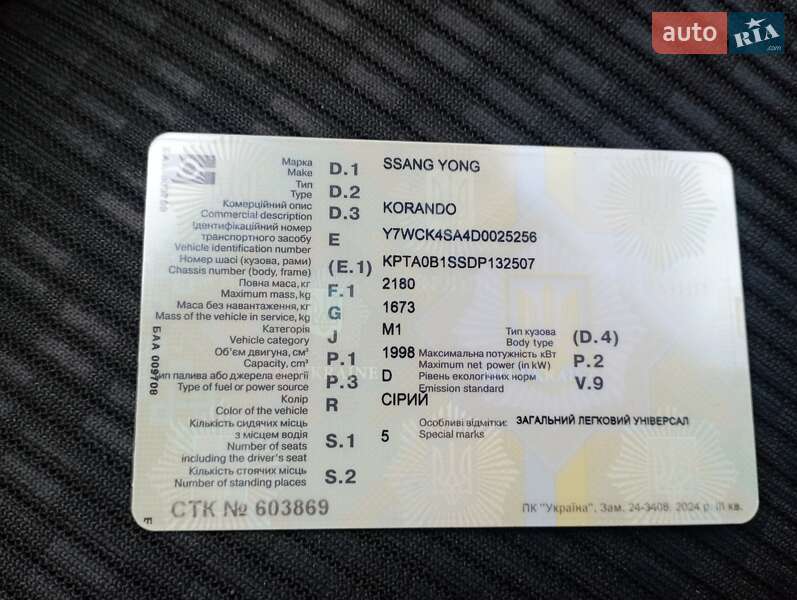 auto RIA .com
Марка
Make D.1 SSANG YONG
Тип
Type D.2
Комерційний опис
Commercial description D.3 KORANDO
Ідентифікаційний номер
транспортного засобу
Vehicle identification number E Y7WCK4SA4D0025256
Номер шасі (кузова, рами)
Chassis number (body, frame) (E.1) KPTA0B1SSDP132507
Повна маса, кг
Maximum mass, kg F.1 2180
Маса без навантаження, кг
Mass of the vehicle in service, kg G 1673
Категорія
Vehicle category J M1
Тип кузова
Body type (D.4)
Об'єм двигуна, см³
Capacity, cm³ P.1 1998
Максимальна потужність кВт
Maximum net power (in kW) P.2
Тип палива або джерела енергії
Type of fuel or power source P.3 D
Рівень екологічних норм
Emission standard V.9
Колір
Color of the vehicle R СІРИЙ
Кількість сидячих місць
з місцем водія
Number of seats
including the driver's seat S.1 5
Особливі відмітки: ЗАГАЛЬНИЙ ЛЕГКОВИЙ УНІВЕРСАЛ
Special marks
Кількість стоячих місць
Number of standing places S.2
СТК № 603869
ПК "Україна", Зам. 24-3408, 2024 р. III кв.